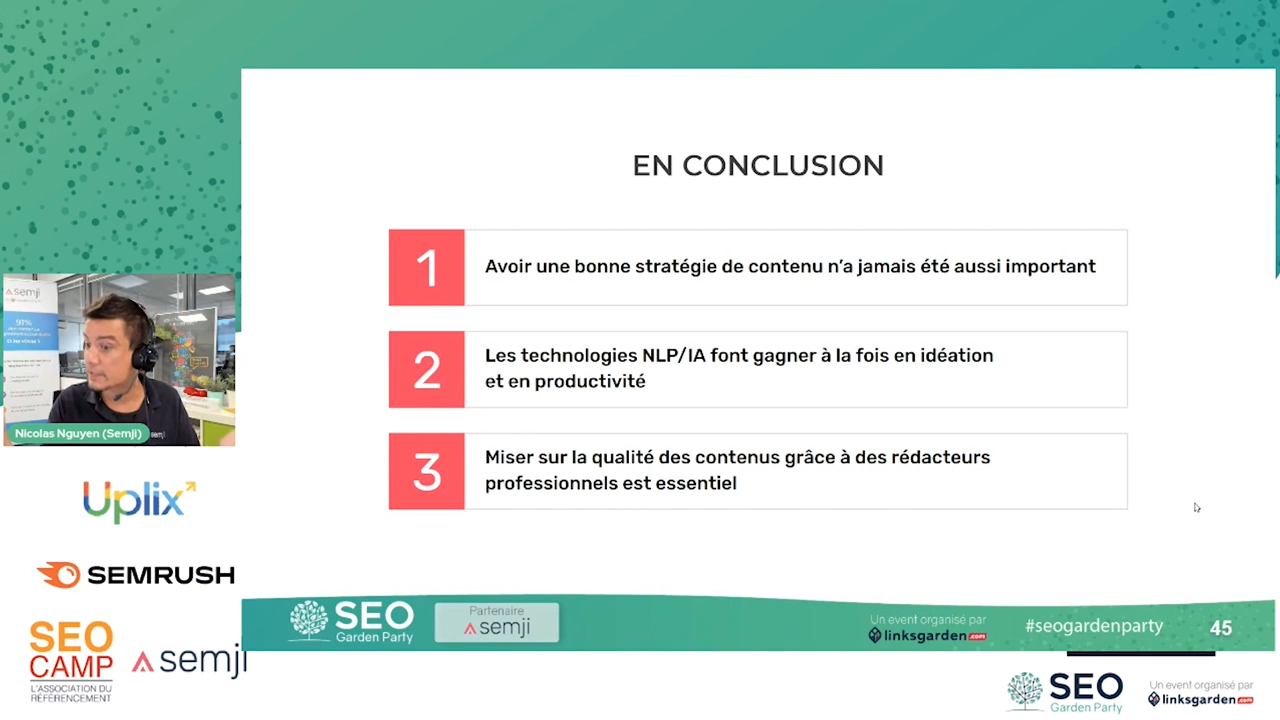 EN CONCLUSION
1
Avoir une bonne stratégie de contenu n'a jamais été aussi important
2
Les technologies NLP/IA font gagner à la fois en idéation
et en productivité
3
Miser sur la qualité des contenus grâce à des rédacteurs
professionnels est essentiel
semji
91%
Nicolas Nguyen (Semji)
semji
Uplix
SEMRUSH
SEO
CAMP
L'ASSOCIATION DU
RÉFÉRENCEMENT
semji
SEO
Garden Party
Partenaire
semji
Un event organisé par
linksgarden.com
#seogardenparty
45
SEO
Garden Party
Un event organisé par
linksgarden.com